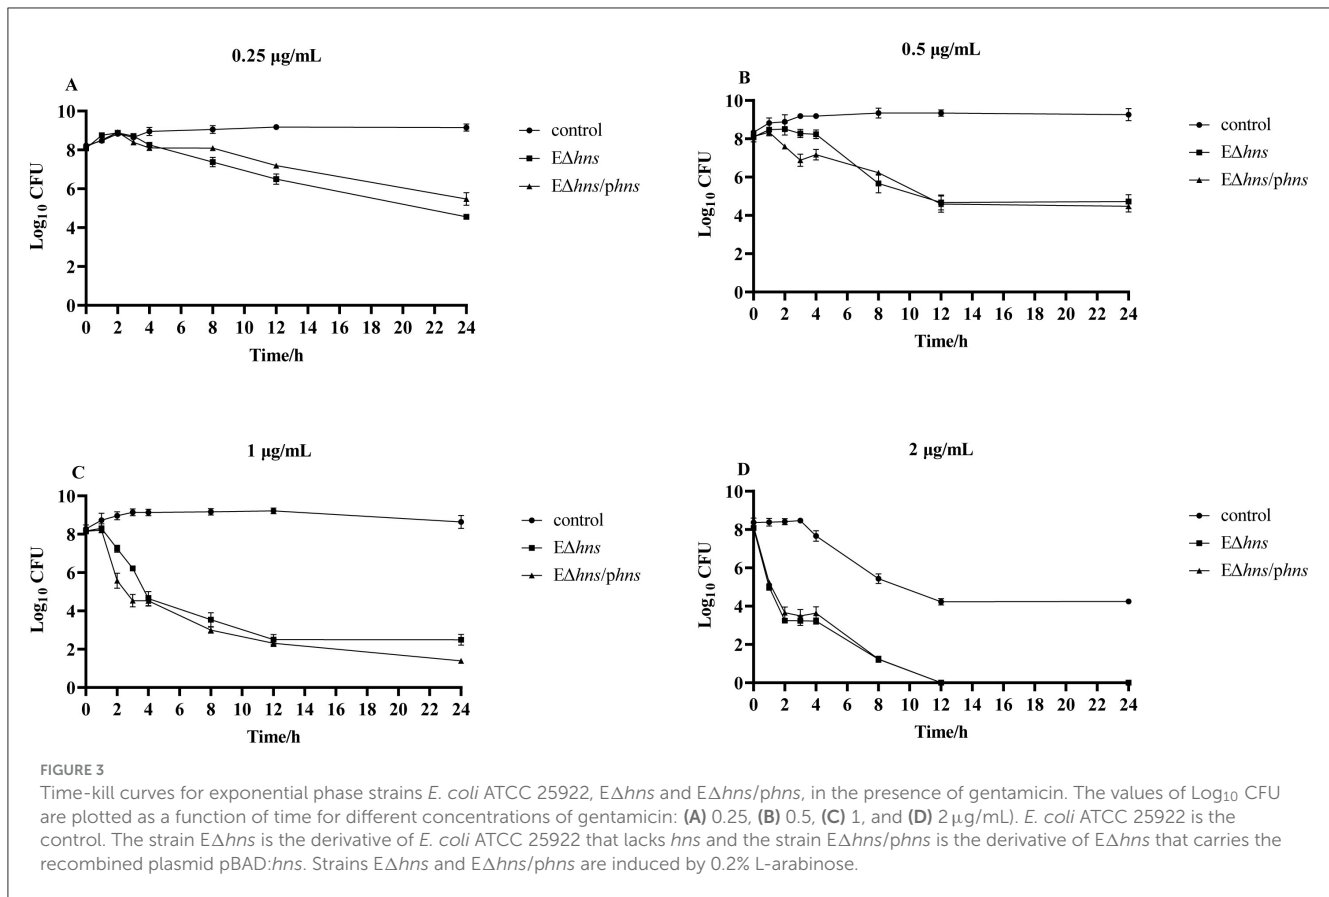 0.25 μg/mL
A
10
8
6
4
2
0
Log₁₀ CFU
0 2 4 6 8 10 12 14 16 18 20 22 24
Time/h
control
EΔhns
EΔhns/phns
0.5 μg/mL
B
10
8
6
4
2
0
Log₁₀ CFU
0 2 4 6 8 10 12 14 16 18 20 22 24
Time/h
control
EΔhns
EΔhns/phns
1 μg/mL
C
10
8
6
4
2
0
Log₁₀ CFU
0 2 4 6 8 10 12 14 16 18 20 22 24
Time/h
control
EΔhns
EΔhns/phns
2 μg/mL
D
10
8
6
4
2
0
Log₁₀ CFU
0 2 4 6 8 10 12 14 16 18 20 22 24
Time/h
control
EΔhns
EΔhns/phns
FIGURE 3
Time-kill curves for exponential phase strains E. coli ATCC 25922, EΔhns and EΔhns/phns, in the presence of gentamicin. The values of Log₁₀ CFU
are plotted as a function of time for different concentrations of gentamicin: (A) 0.25, (B) 0.5, (C) 1, and (D) 2 μg/mL). E. coli ATCC 25922 is the
control. The strain EΔhns is the derivative of E. coli ATCC 25922 that lacks hns and the strain EΔhns/phns is the derivative of EΔhns that carries the
recombined plasmid pBAD:hns. Strains EΔhns and EΔhns/phns are induced by 0.2% L-arabinose.